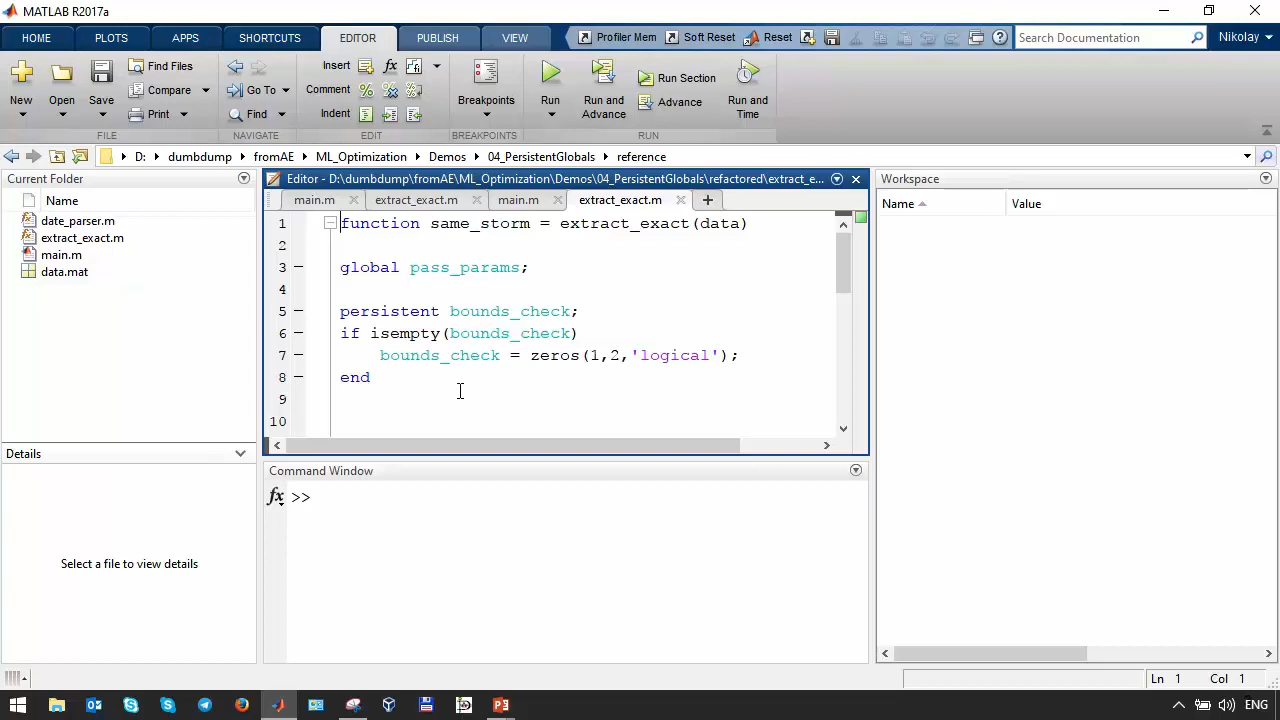 MATLAB R2017a
HOME PLOTS APPS SHORTCUTS EDITOR PUBLISH VIEW Profiler Mem Soft Reset Reset Search Documentation Nikolay
New Open Save Find Files Compare Print
Go To Find
Insert fx
Comment
Indent
Breakpoints Run Run and Advance Run Section Advance Run and Time
FILE NAVIGATE EDIT BREAKPOINTS RUN
D: dumbdump fromAE ML_Optimization Demos 04_PersistentGlobals reference
Current Folder
Name
date_parser.m
extract_exact.m
main.m
data.mat
Details
Select a file to view details
Editor - D:\dumbdump\fromAE\ML_Optimization\Demos\04_PersistentGlobals\refactored\extract_e...
main.m extract_exact.m main.m extract_exact.m
1 function same_storm = extract_exact(data)
2
3 global pass_params;
4
5 persistent bounds_check;
6 if isempty(bounds_check)
7 bounds_check = zeros(1,2,'logical');
8 end
9
10
Command Window
fx >>
Workspace
Name Value
Ln 1 Col 1
ENG